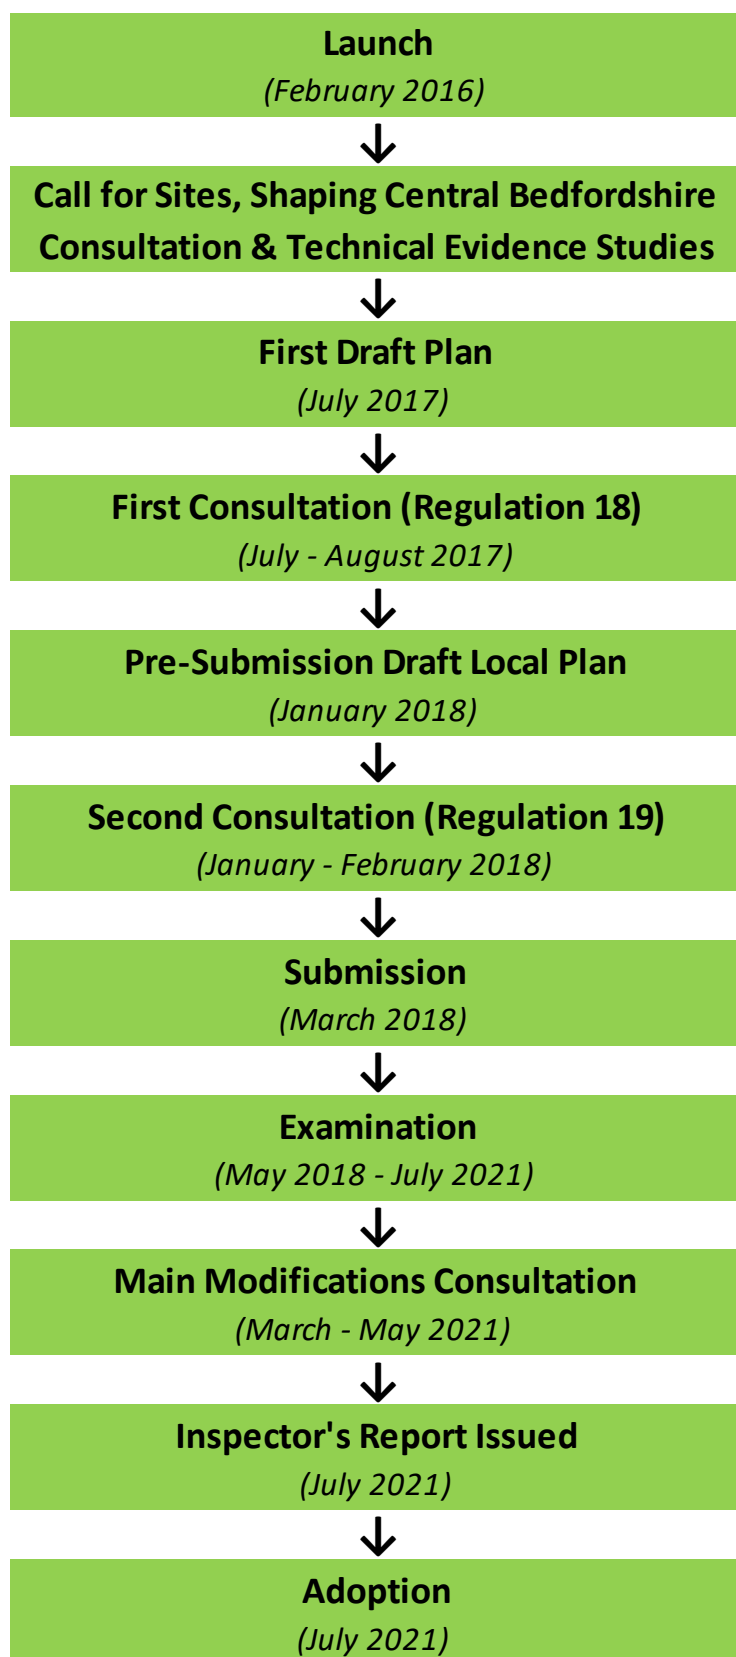 Launch
(February 2016)
Call for Sites, Shaping Central Bedfordshire
Consultation & Technical Evidence Studies
First Draft Plan
(July 2017)
First Consultation (Regulation 18)
(July - August 2017)
Pre-Submission Draft Local Plan
(January 2018)
Second Consultation (Regulation 19)
(January - February 2018)
Submission
(March 2018)
Examination
(May 2018 - July 2021)
Main Modifications Consultation
(March - May 2021)
Inspector's Report Issued
(July 2021)
Adoption
(July 2021)